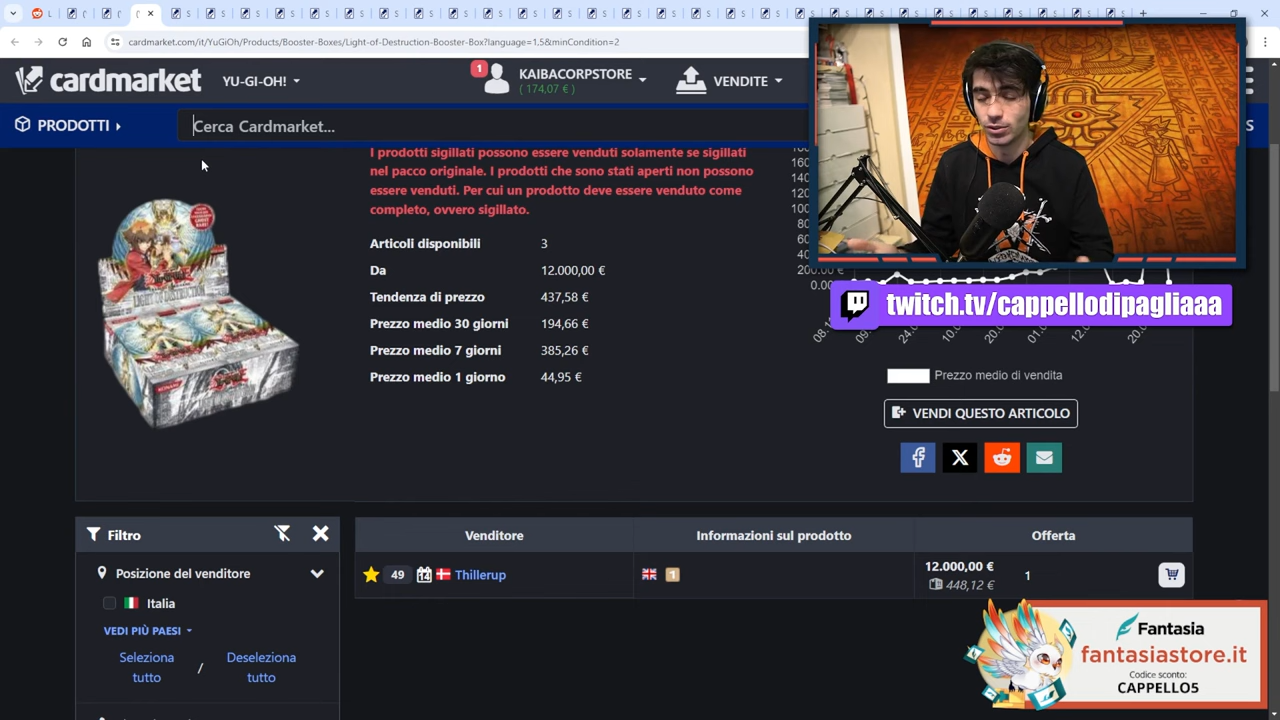 cardmarket.com/it/YuGiOh/Products/Booster-Boxes/Light-of-Destruction-Booster-Box?language=1,5&minCondition=2
cardmarket
YU-GI-OH!
1
KAIBACORPSTORE
( 174,07 € )
VENDITE
PRODOTTI
Cerca Cardmarket...
S
I prodotti sigillati possono essere venduti solamente se sigillati
nel pacco originale. I prodotti che sono stati aperti non possono
essere venduti. Per cui un prodotto deve essere venduto come
completo, ovvero sigillato.
Articoli disponibili 3
Da 12.000,00 €
Tendenza di prezzo 437,58 €
Prezzo medio 30 giorni 194,66 €
Prezzo medio 7 giorni 385,26 €
Prezzo medio 1 giorno 44,95 €
200.00 €
twitch.tv/cappellodipagliaaa
Prezzo medio di vendita
VENDI QUESTO ARTICOLO
Filtro
Venditore Informazioni sul prodotto Offerta
Posizione del venditore
49 Thillerup 1 12.000,00 € 1
448,12 €
Italia
VEDI PIÙ PAESI
Seleziona tutto / Deseleziona tutto
Fantasia
fantasiastore.it
Codice sconto:
CAPPELLO5